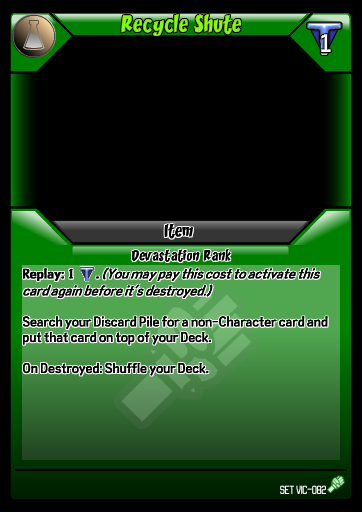 Recycle Shute
1
Item
Devastation Rank
Replay: 1 . (You may pay this cost to activate this
card again before it's destroyed.)
Search your Discard Pile for a non-Character card and
put that card on top of your Deck.
On Destroyed: Shuffle your Deck.
SET VIC-082